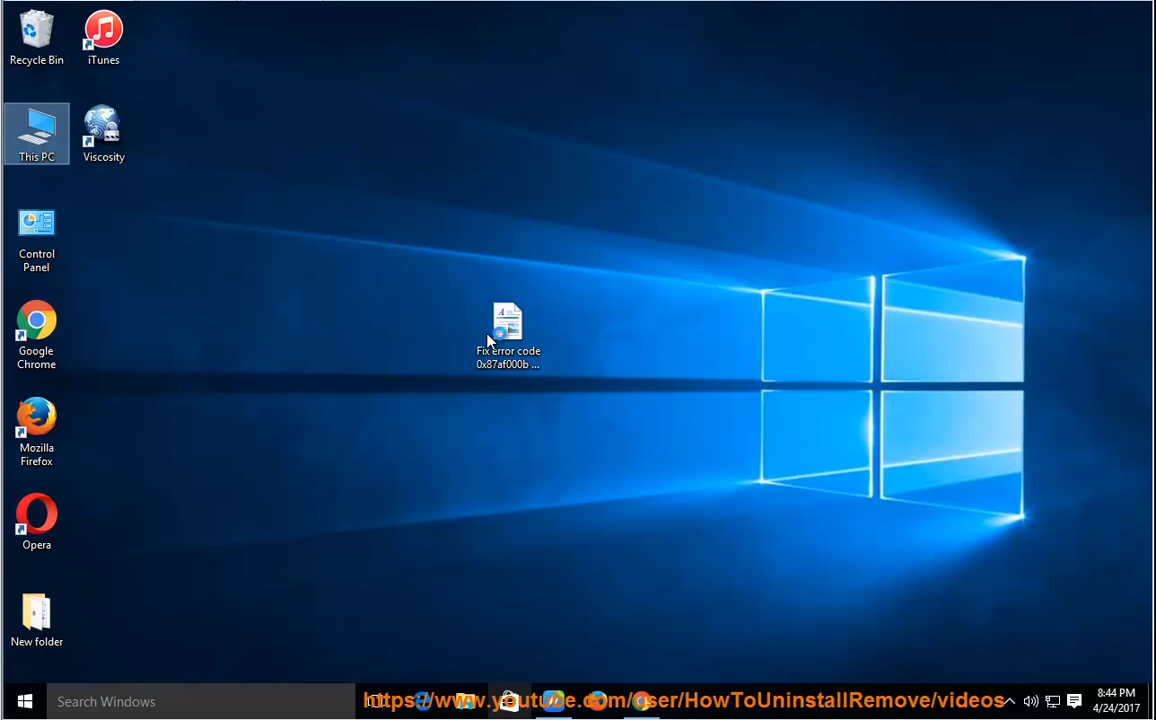 Recycle Bin
iTunes
This PC
Viscosity
Control
Panel
Fix error code
0x87af000b ...
Google
Chrome
Mozilla
Firefox
Opera
New folder
Search Windows
https://www.youtube.com/user/HowToUninstallRemove/videos
8:44 PM
4/24/2017